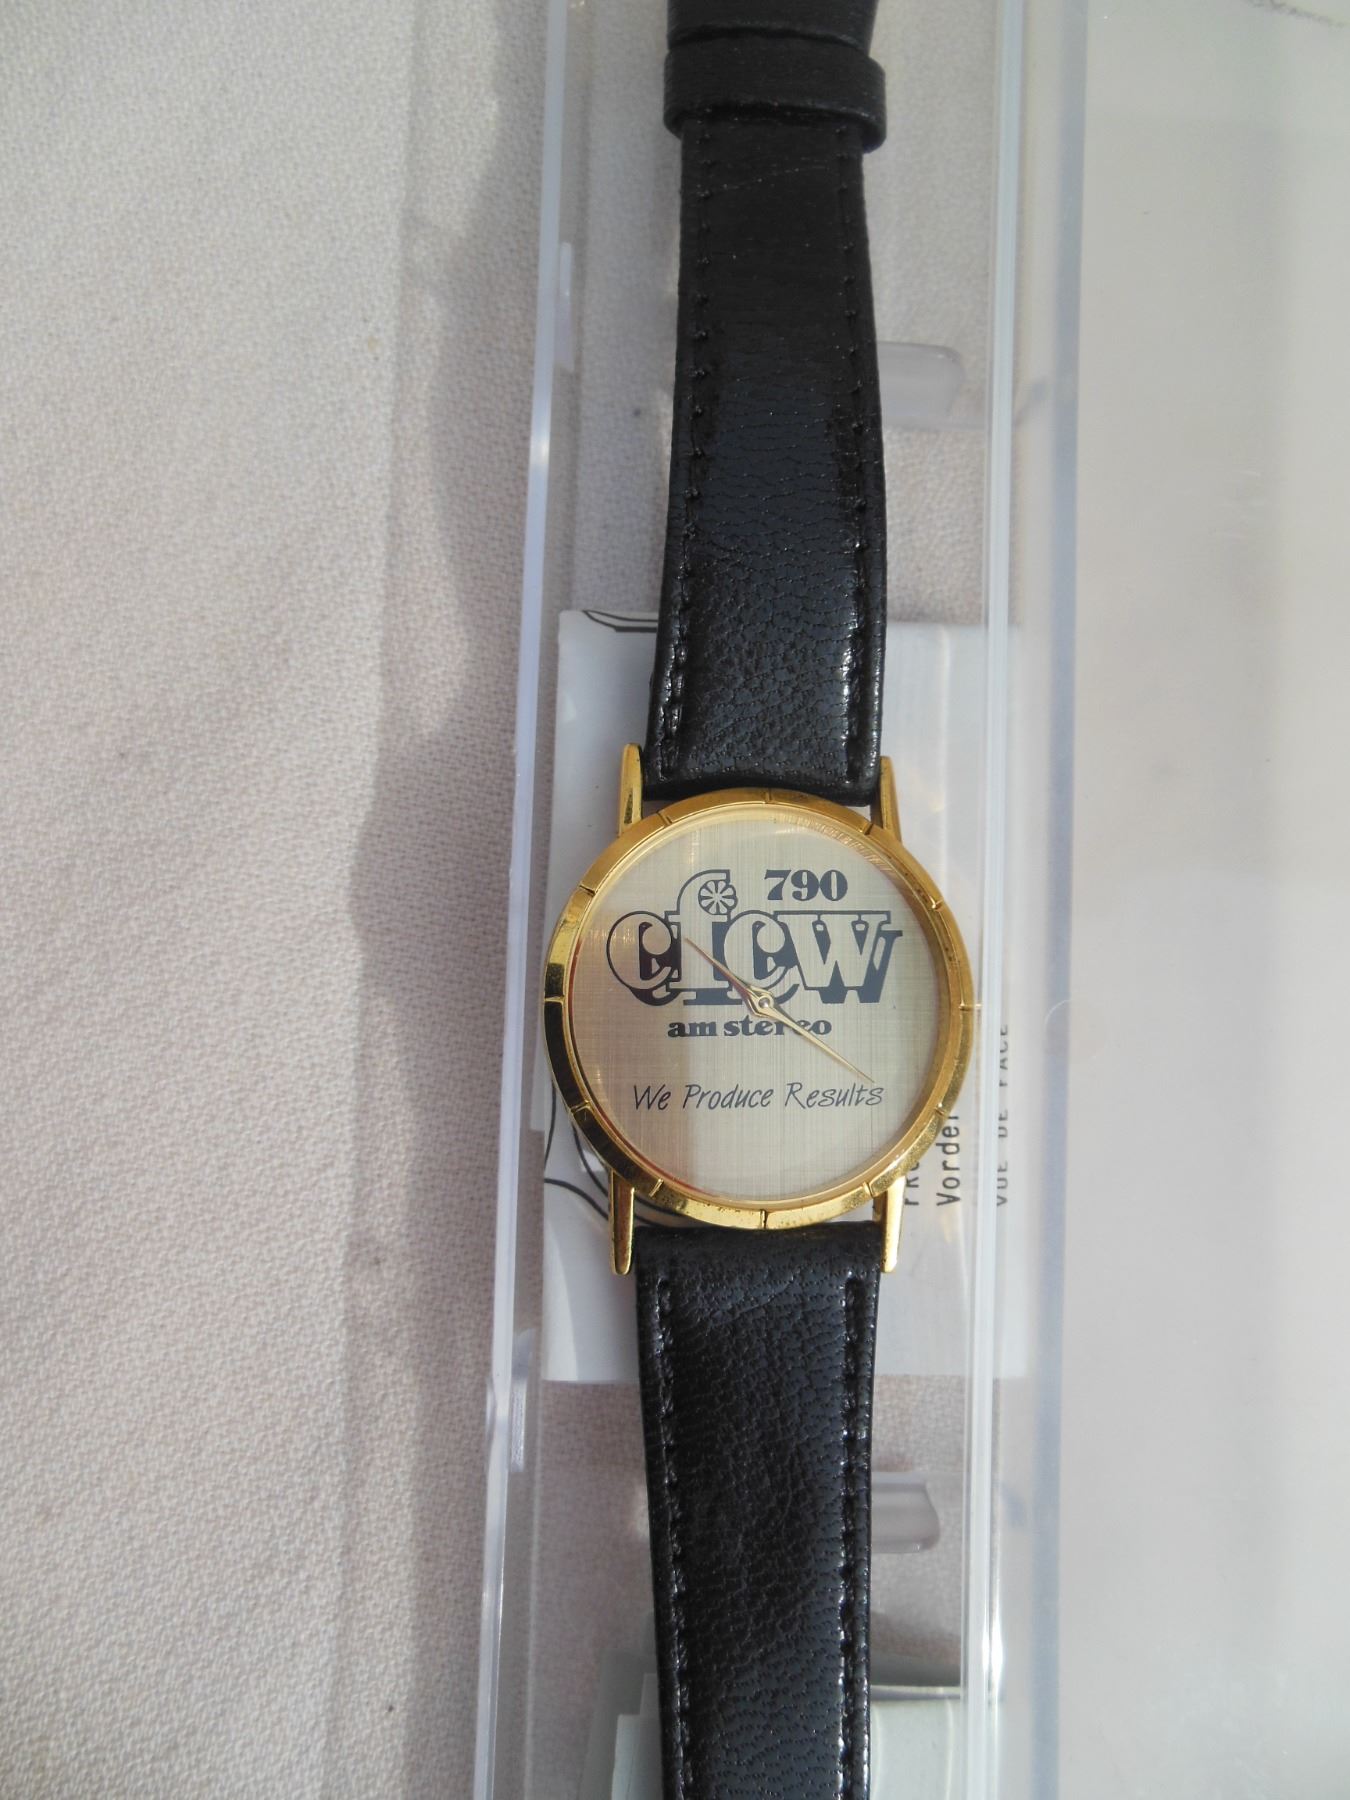 790
cfcw
am stereo
We Produce Results
Vorder
VUE DE FACE